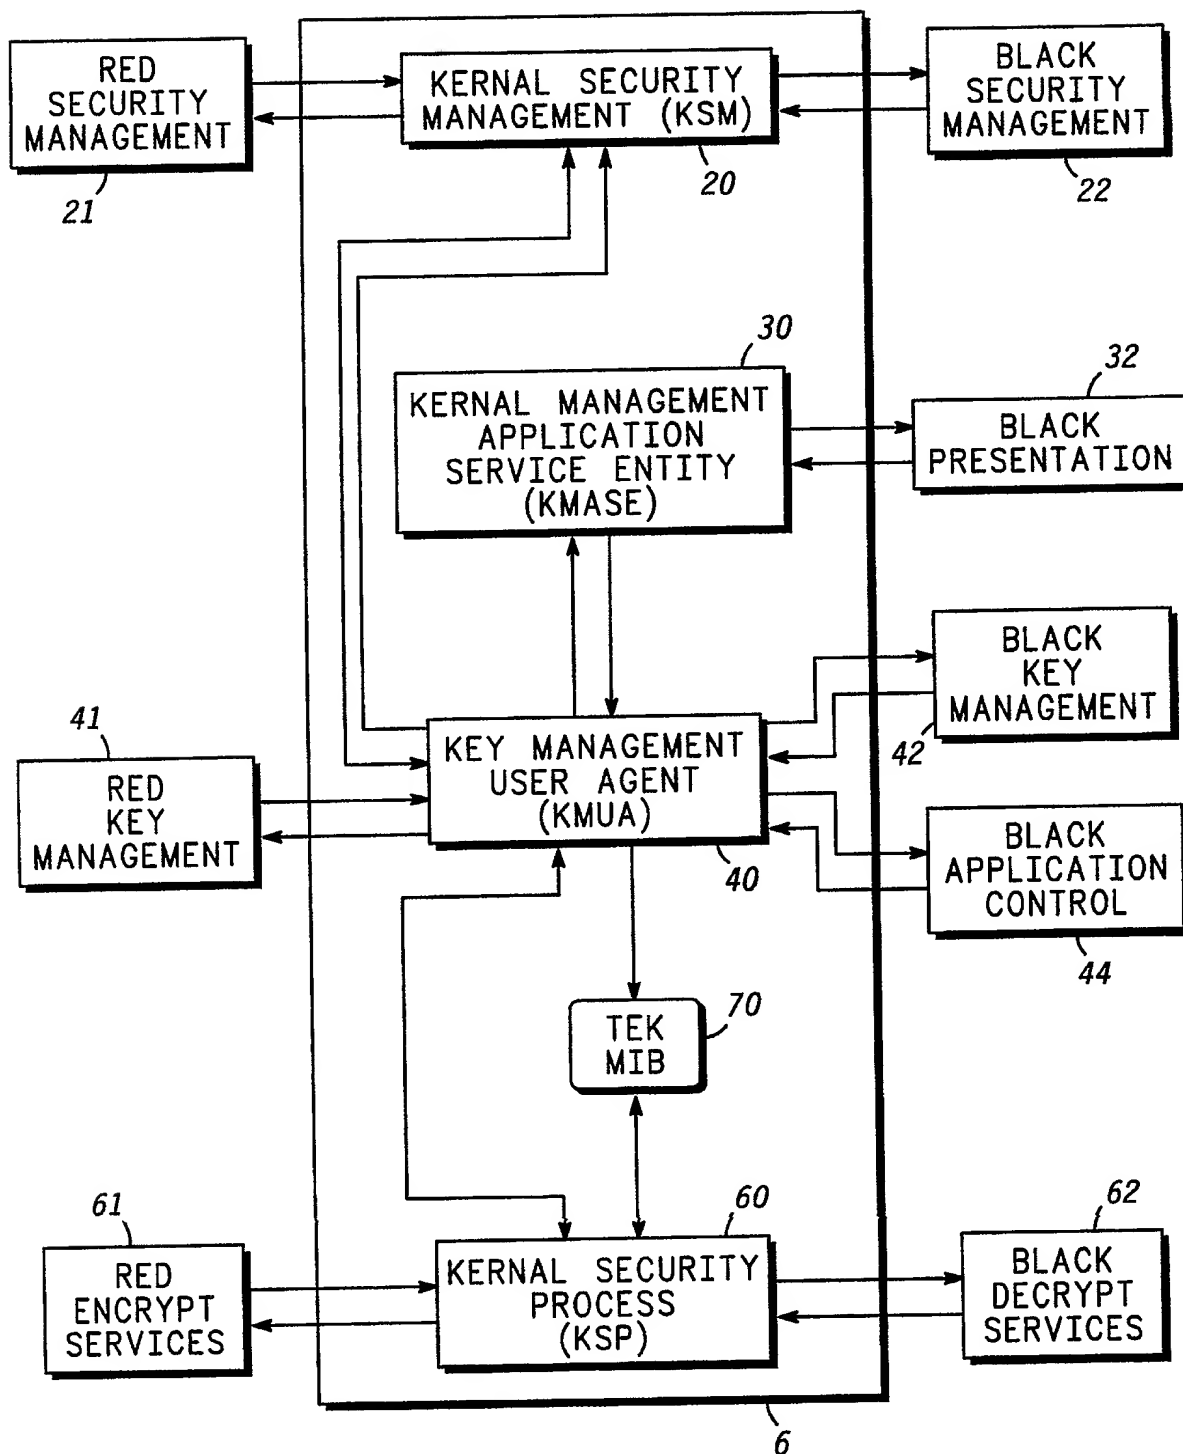 RED
SECURITY
MANAGEMENT
21
KERNAL SECURITY
MANAGEMENT (KSM)
20
BLACK
SECURITY
MANAGEMENT
22
30
KERNAL MANAGEMENT
APPLICATION
SERVICE ENTITY
(KMASE)
32
BLACK
PRESENTATION
BLACK
KEY
MANAGEMENT
42
41
RED
KEY
MANAGEMENT
KEY MANAGEMENT
USER AGENT
(KMUA)
40
BLACK
APPLICATION
CONTROL
44
70
TEK
MIB
61
RED
ENCRYPT
SERVICES
60
KERNAL SECURITY
PROCESS
(KSP)
62
BLACK
DECRYPT
SERVICES
6